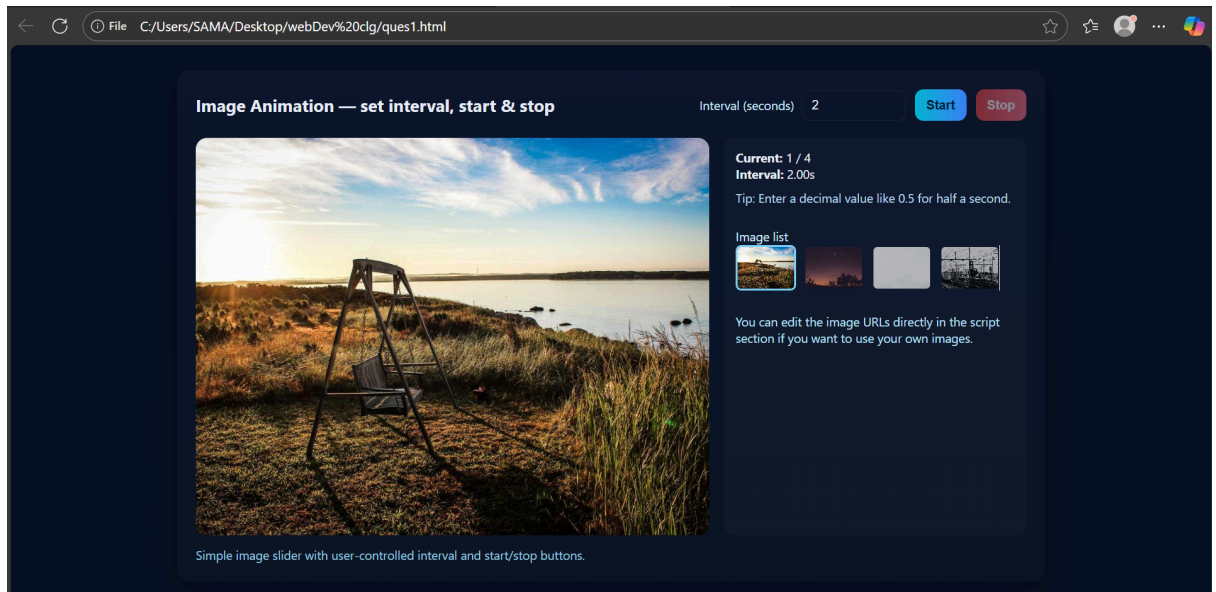 File C:/Users/SAMA/Desktop/webDev%20clg/ques1.html
Image Animation — set interval, start & stop
Interval (seconds) 2 Start Stop
Current: 1 / 4
Interval: 2.00s
Tip: Enter a decimal value like 0.5 for half a second.
Image list
You can edit the image URLs directly in the script
section if you want to use your own images.
Simple image slider with user-controlled interval and start/stop buttons.